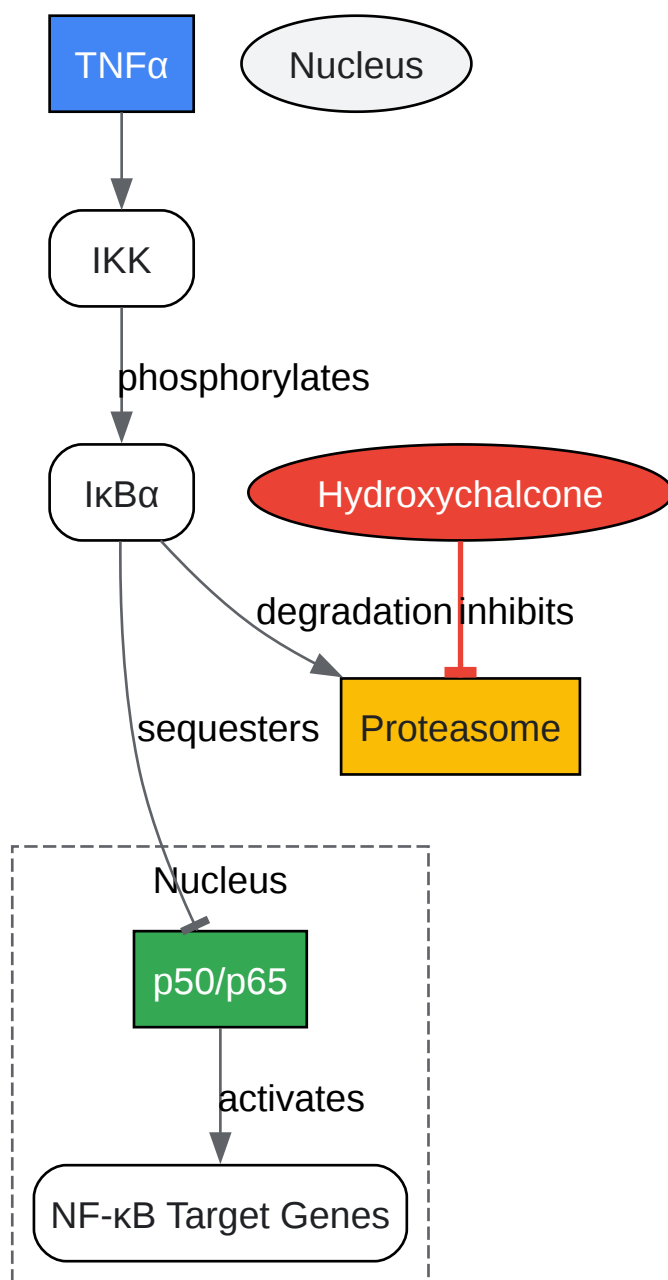 TNFα
Nucleus
IKK
phosphorylates
IκBα
Hydroxychalcone
degradation
inhibits
sequesters
Proteasome
Nucleus
p50/p65
activates
NF-κB Target Genes